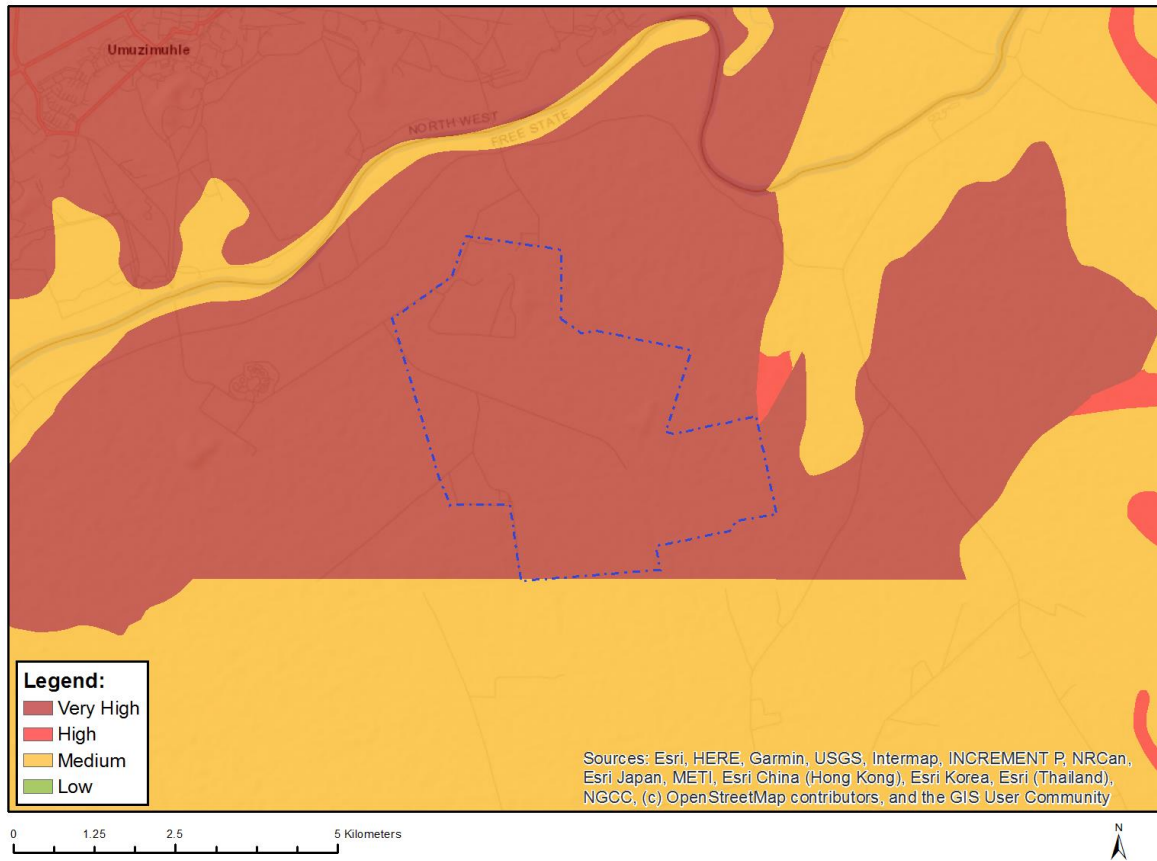 Umuzimuhle
NORTH WEST
FREE STATE
Legend:
Very High
High
Medium
Low
Sources: Esri, HERE, Garmin, USGS, Intermap, INCREMENT P, NRCan,
Esri Japan, METI, Esri China (Hong Kong), Esri Korea, Esri (Thailand),
NGCC, (c) OpenStreetMap contributors, and the GIS User Community
0 1.25 2.5 5 Kilometers
N